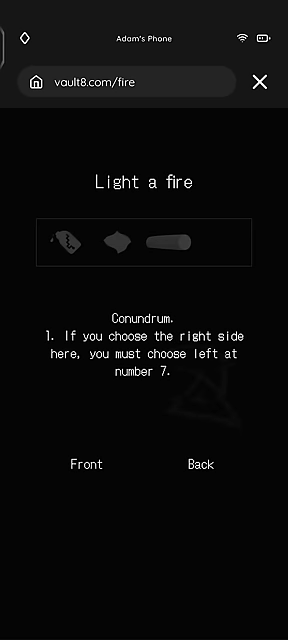 Adam's Phone
vault8.com/fire
Light a fire
Conundrum.
1. If you choose the right side
here, you must choose left at
number 7.
Front
Back